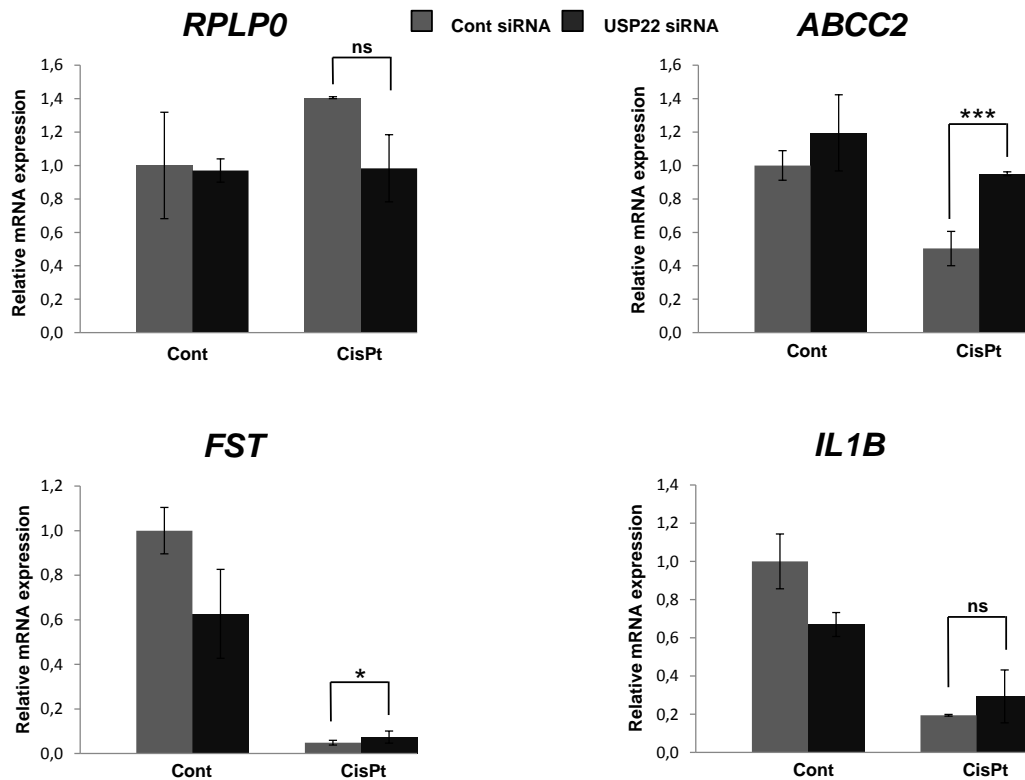 RPLP0
Cont siRNA
USP22 siRNA
ABCC2
Relative mRNA expression
1,6
1,4
1,2
1,0
0,8
0,6
0,4
0,2
0,0
ns
Cont
CisPt
Relative mRNA expression
1,6
1,4
1,2
1,0
0,8
0,6
0,4
0,2
0,0
***
Cont
CisPt
FST
Relative mRNA expression
1,2
1,0
0,8
0,6
0,4
0,2
0,0
*
Cont
CisPt
IL1B
Relative mRNA expression
1,4
1,2
1,0
0,8
0,6
0,4
0,2
0,0
ns
Cont
CisPt